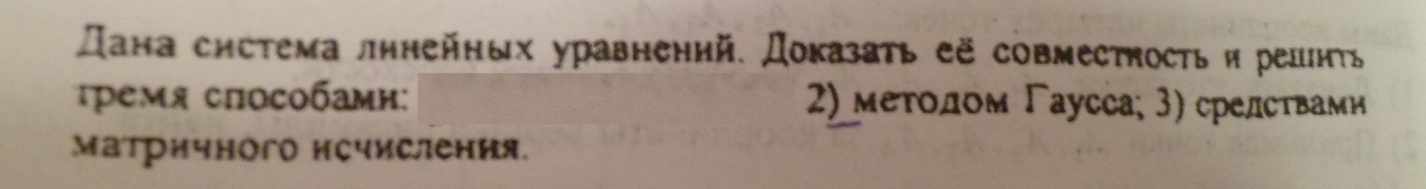 Дана система линейных уравнений. Доказать её совместность и решить
тремя способами: 2) методом Гаусса; 3) средствами
матричного исчисления.